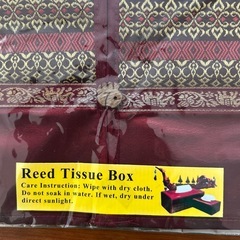 Reed Tissue Box
Care Instruction: Wipe with dry cloth.
Do not soak in water. If wet, dry under
direct sunlight.